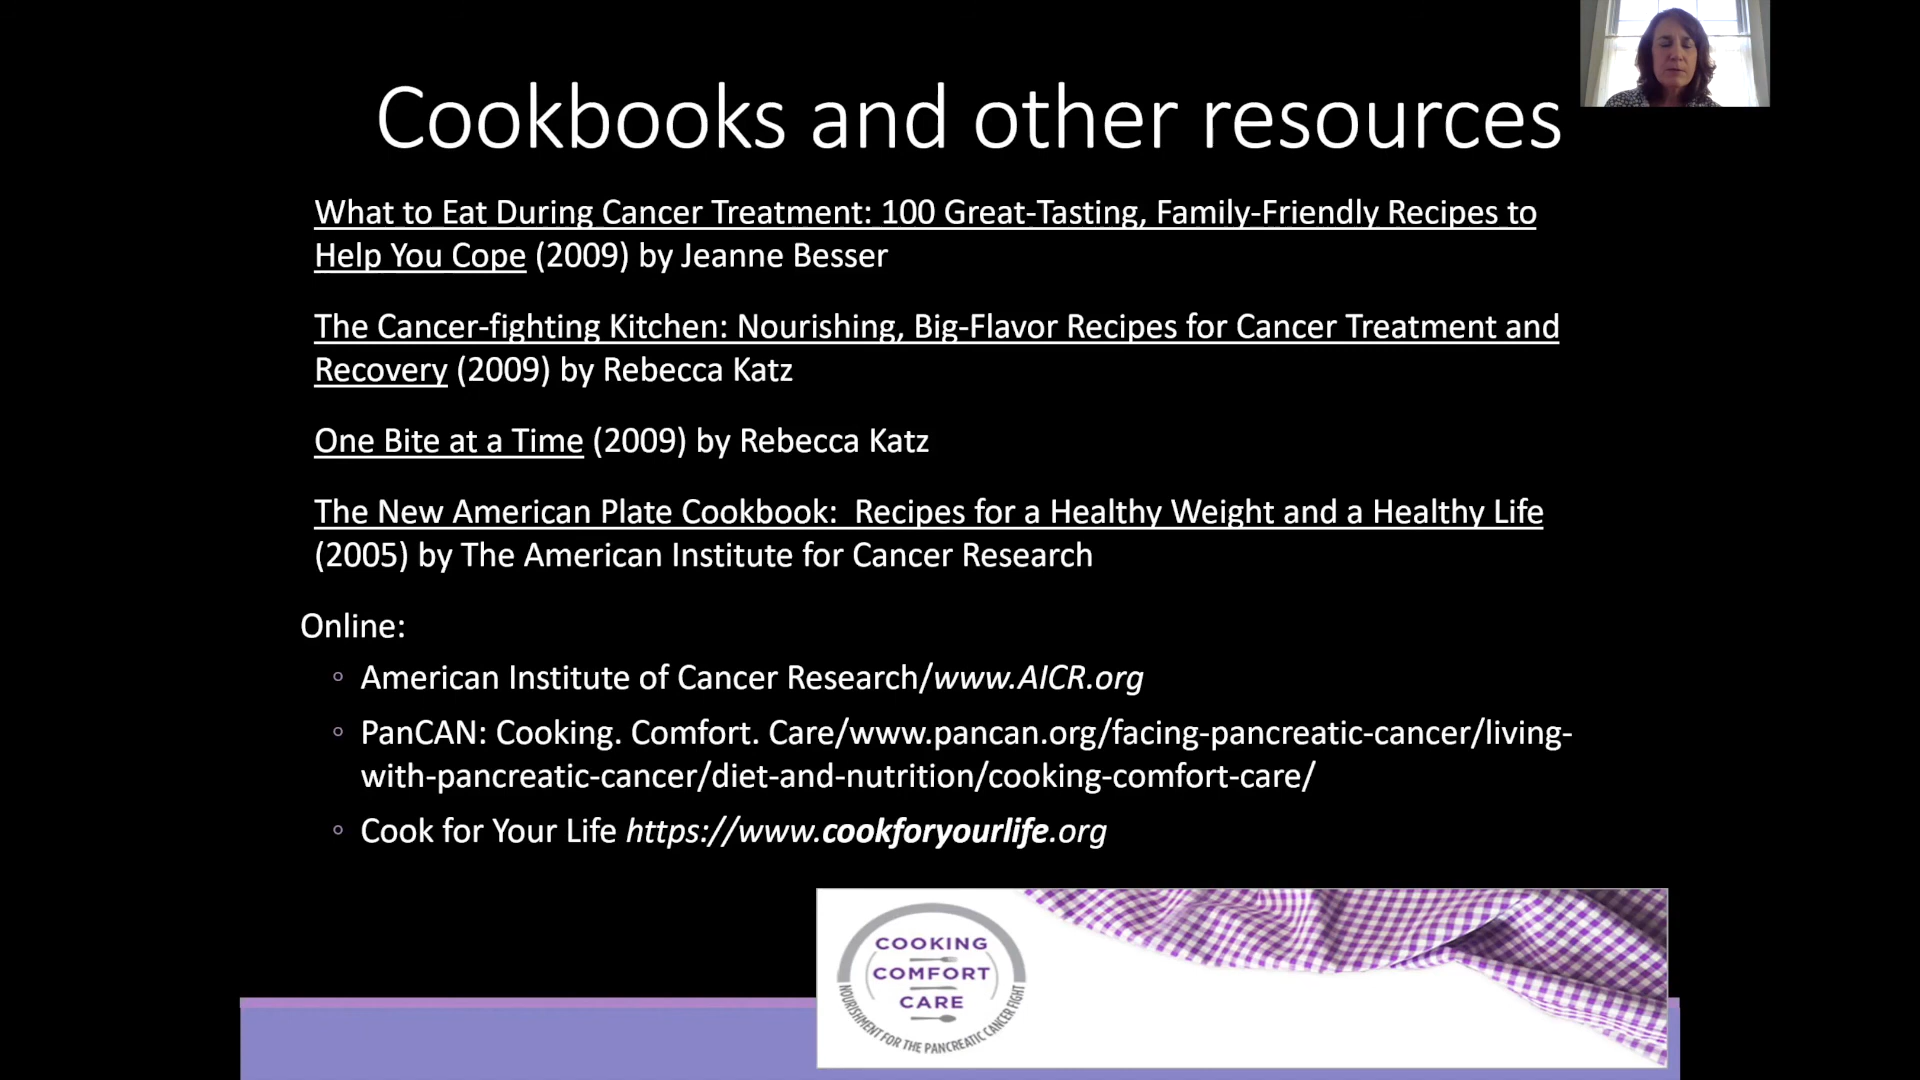 Cookbooks and other resources
What to Eat During Cancer Treatment: 100 Great-Tasting, Family-Friendly Recipes to
Help You Cope (2009) by Jeanne Besser
The Cancer-fighting Kitchen: Nourishing, Big-Flavor Recipes for Cancer Treatment and
Recovery (2009) by Rebecca Katz
One Bite at a Time (2009) by Rebecca Katz
The New American Plate Cookbook:  Recipes for a Healthy Weight and a Healthy Life
(2005) by The American Institute for Cancer Research
Online:
American Institute of Cancer Research/www.AICR.org
PanCAN: Cooking. Comfort. Care/www.pancan.org/facing-pancreatic-cancer/living-
with-pancreatic-cancer/diet-and-nutrition/cooking-comfort-care/
Cook for Your Life https://www.cookforyourlife.org
COOKING
COMFORT
CARE
NOURISHMENT FOR THE PANCREATIC CANCER FIGHT